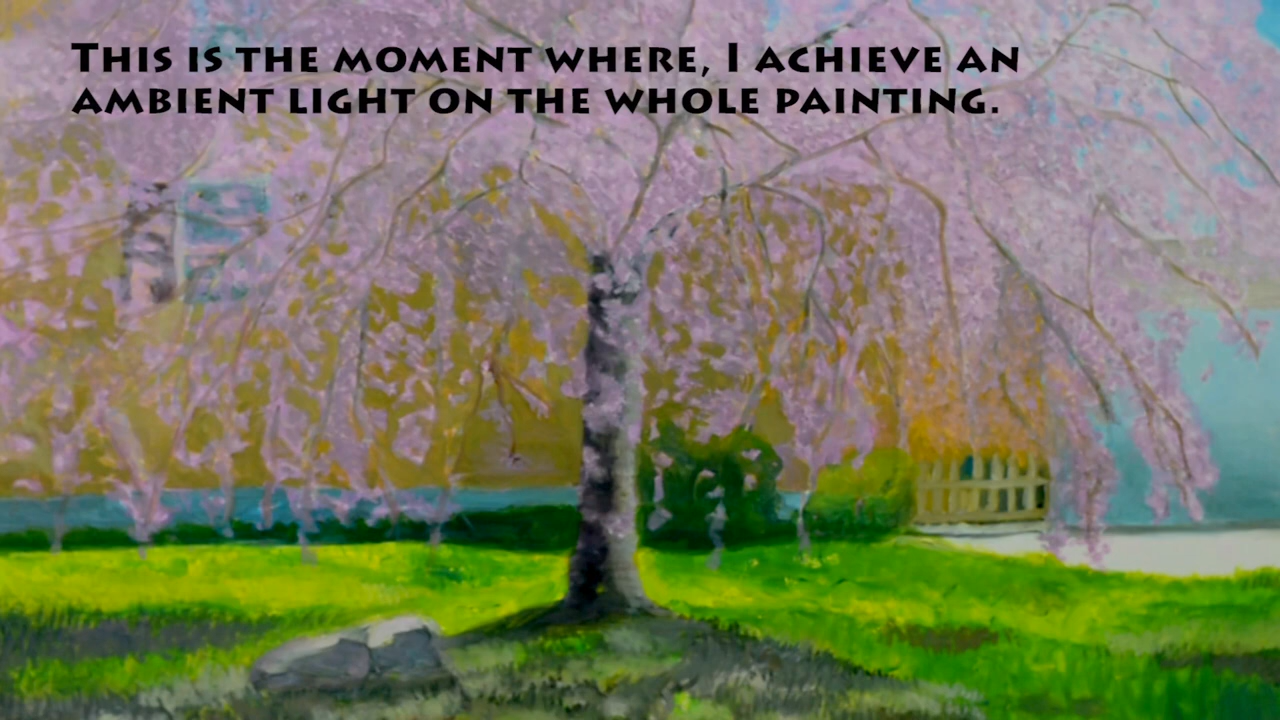 This is the moment where, I achieve an
ambient light on the whole painting.